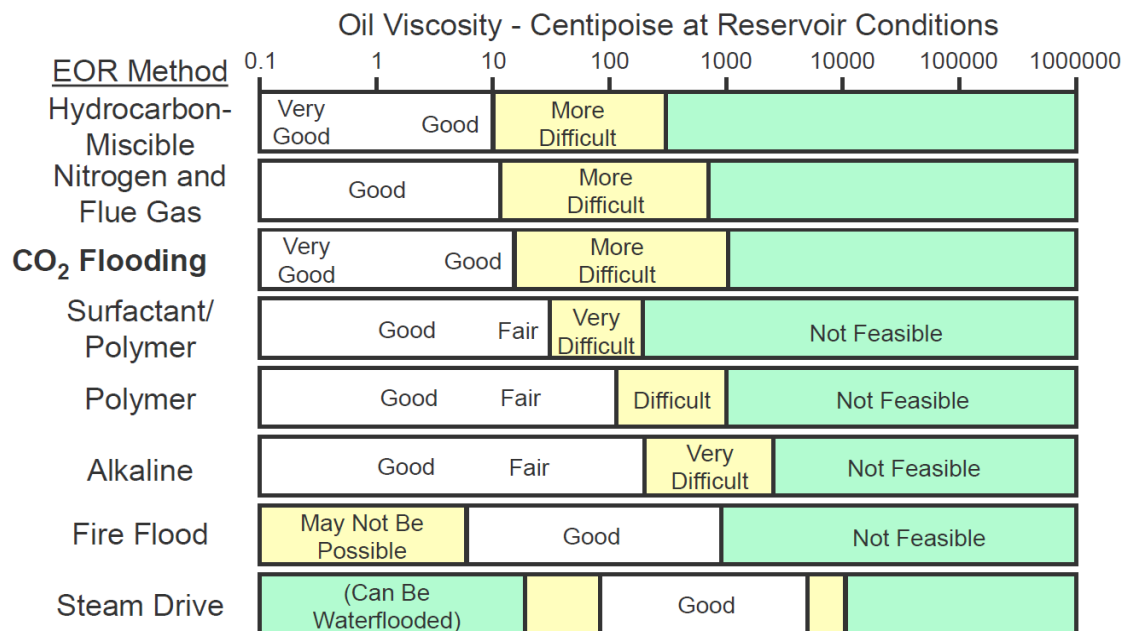 Oil Viscosity - Centipoise at Reservoir Conditions
EOR Method
0.1 1 10 100 1000 10000 100000 1000000
Hydrocarbon-
Miscible
Very
Good
Good
More
Difficult
Nitrogen and
Flue Gas
Good
More
Difficult
CO₂ Flooding
Very
Good
Good
More
Difficult
Surfactant/
Polymer
Good
Fair
Very
Difficult
Not Feasible
Polymer
Good
Fair
Difficult
Not Feasible
Alkaline
Good
Fair
Very
Difficult
Not Feasible
Fire Flood
May Not Be
Possible
Good
Not Feasible
Steam Drive
(Can Be
Waterflooded)
Good